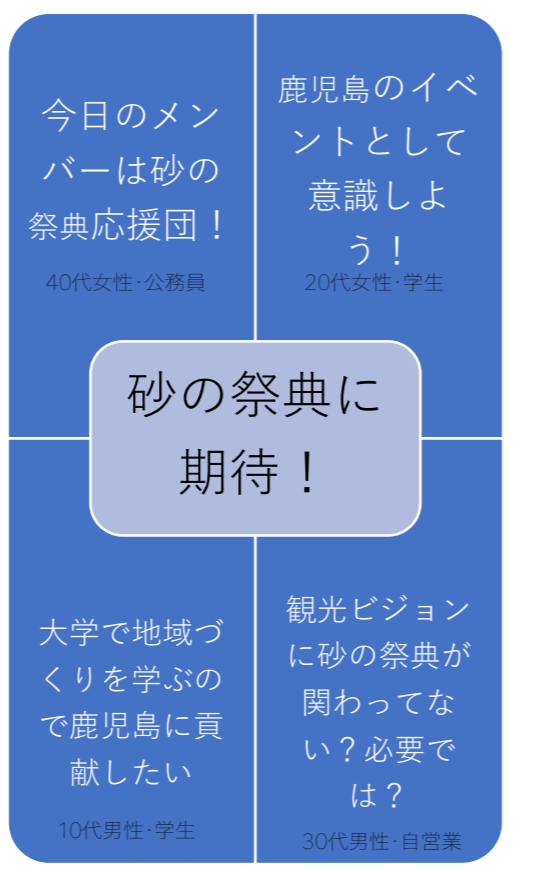 今日のメン
バーは砂の
祭典応援団！
40代女性·公務員
鹿児島のイベ
ントとして
意識しよ
う！
20代女性·学生
砂の祭典に
期待！
大学で地域づ
くりを学ぶの
で鹿児島に貢
献したい
10代男性·学生
観光ビジョン
に砂の祭典が
関わってな
い？必要で
は？
30代男性·自営業